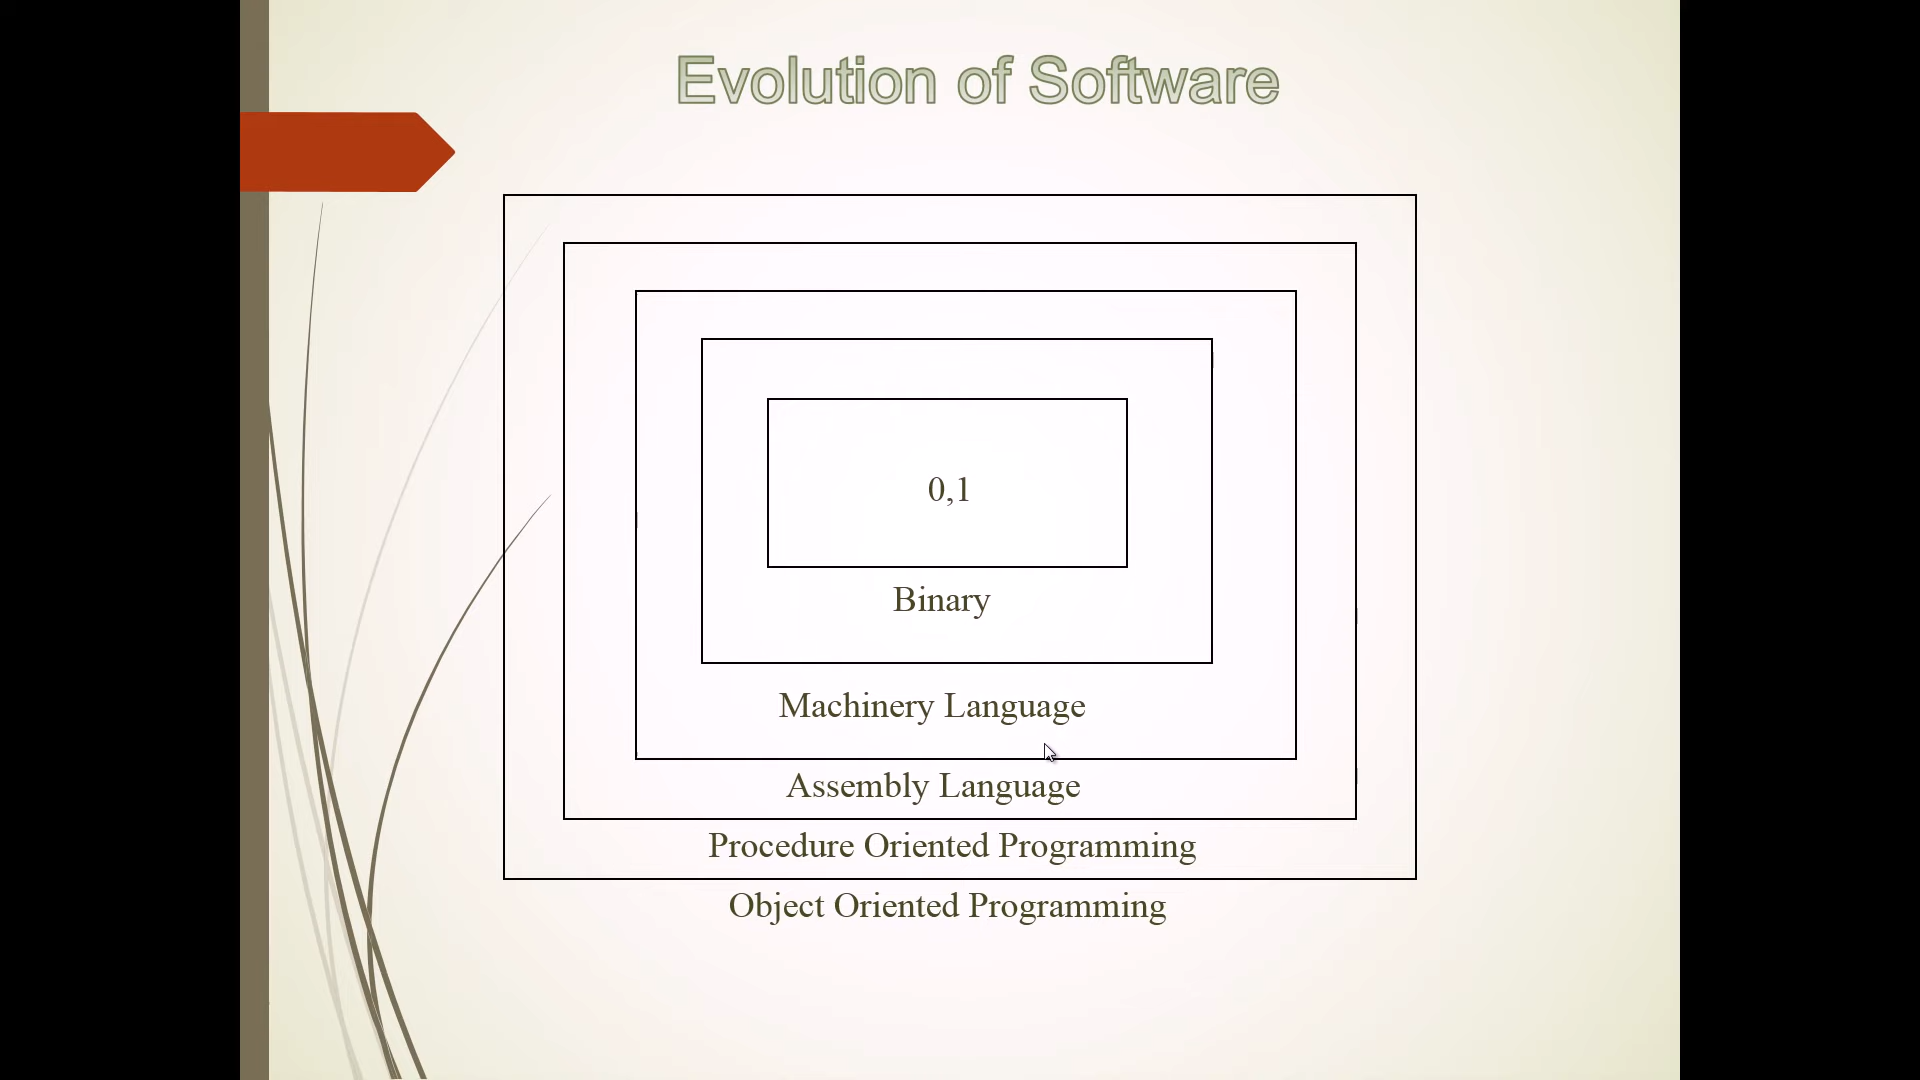 Evolution of Software
0,1
Binary
Machinery Language
Assembly Language
Procedure Oriented Programming
Object Oriented Programming